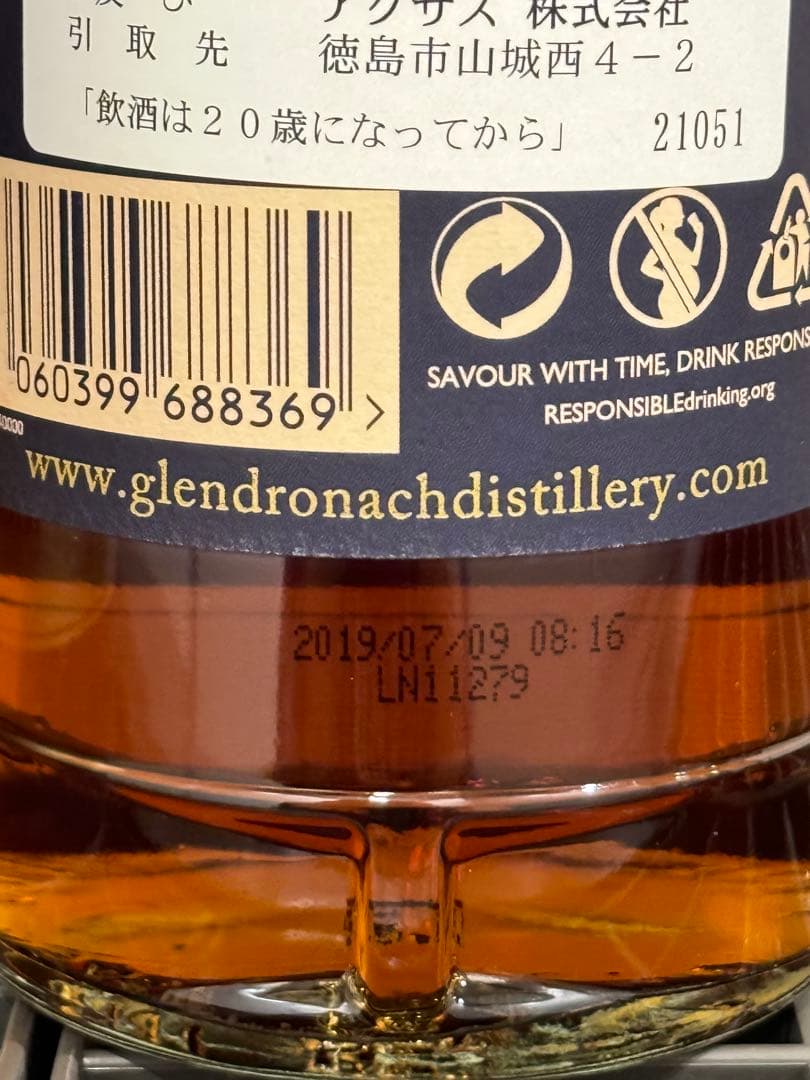 アクサス 株式会社
引取先 徳島市山城西4-2
「飲酒は20歳になってから」 21051
060399 688369 >
SAVOUR WITH TIME, DRINK RESPONS
RESPONSIBLEdrinking.org
www.glendronachdistillery.com
2019/07/09 08:16
LN11279